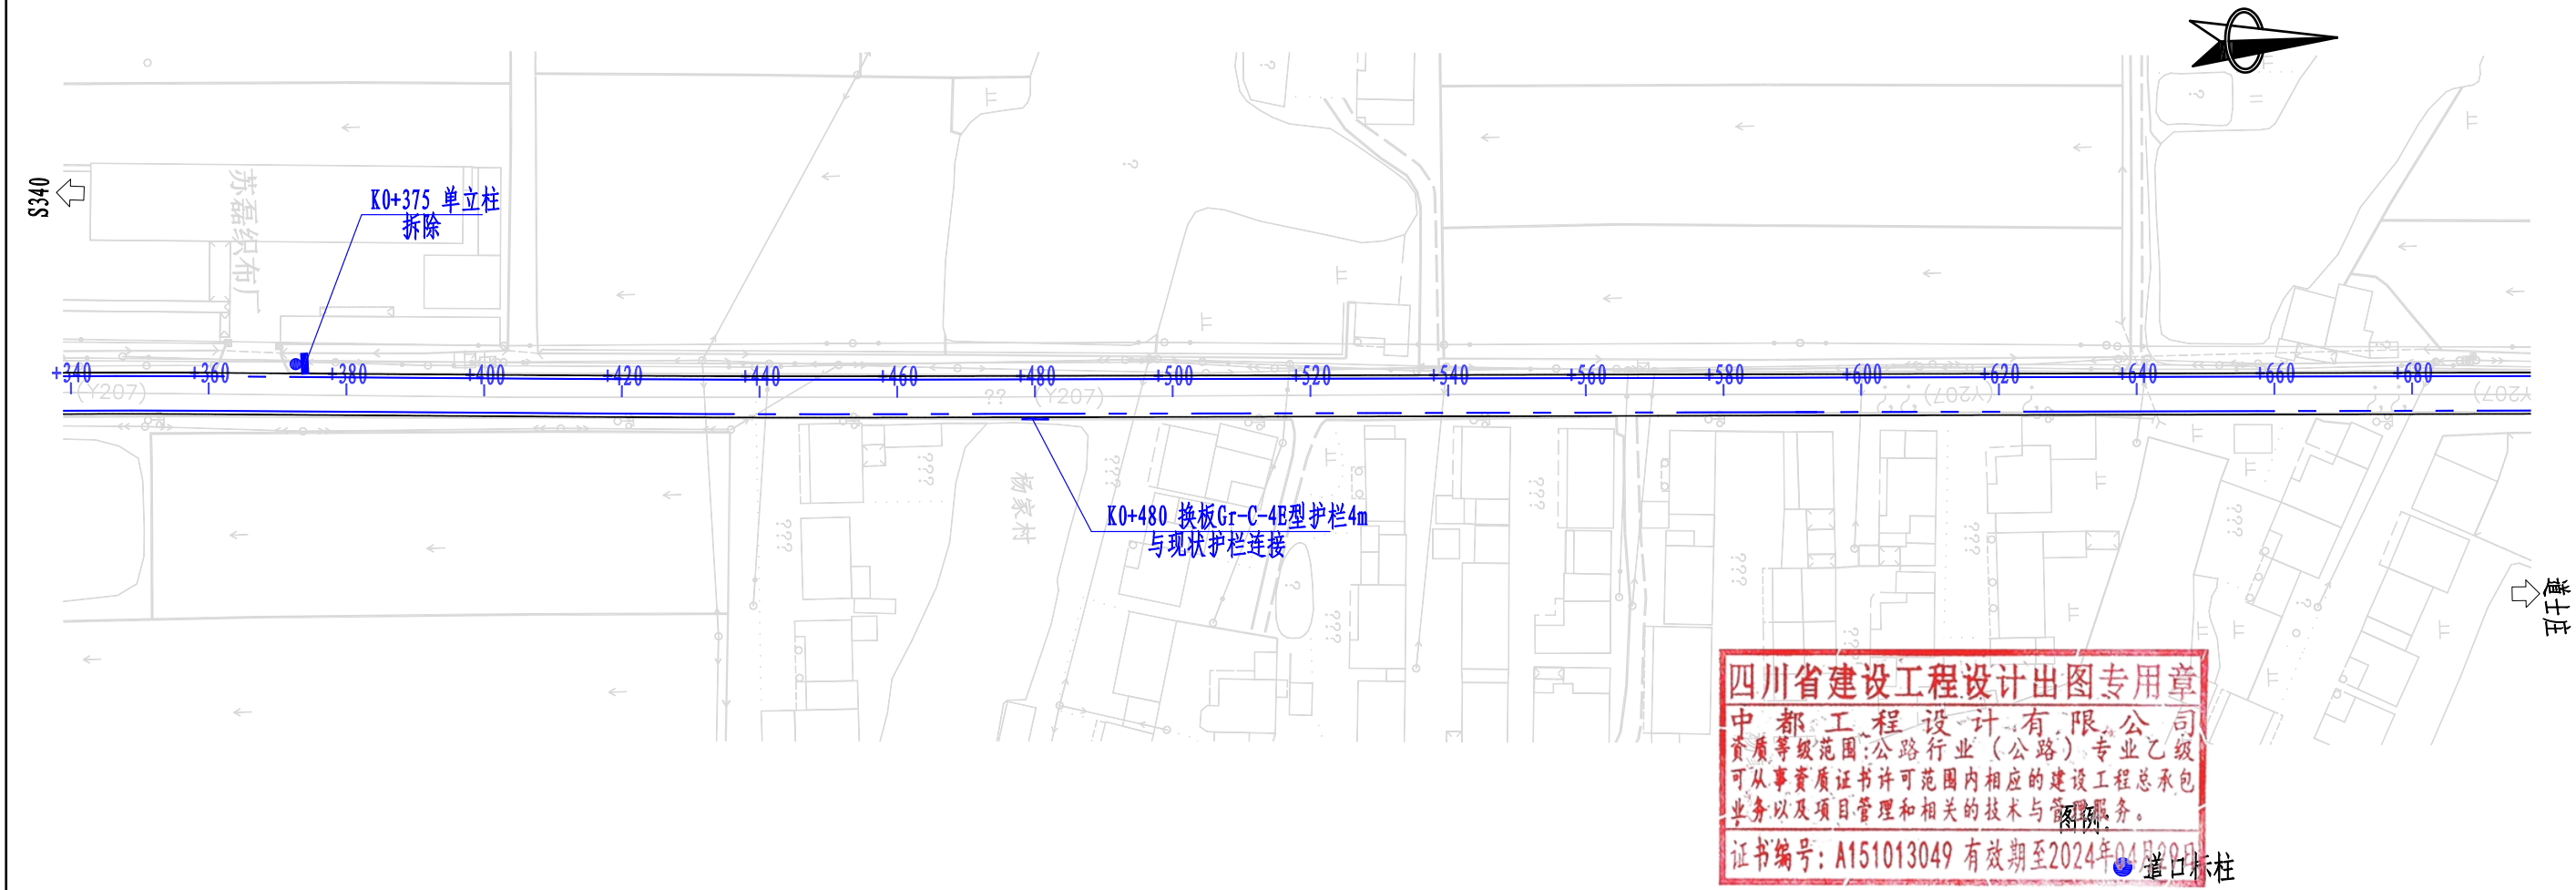 S340
苏磊织布厂
K0+375 单立柱
拆除
+340 +360 +380 +400 +420 +440 +460 +480 +500 +520 +540 +560 +580 +600 +620 +640 +660 +680
(Y207)
?? (Y207)
?? (Y207)
(Y207
杨家村
K0+480 换板Gr-C-4E型护栏4m
与现状护栏连接
道士庄
四川省建设工程设计出图专用章
中都工程设计有限公司
资质等级范围:公路行业（公路）专业乙级
可从事资质证书许可范围内相应的建设工程总承包
业务以及项目管理和相关的技术与管理服务。
证书编号: A151013049 有效期至2024年04月29日
图例:
道口标柱